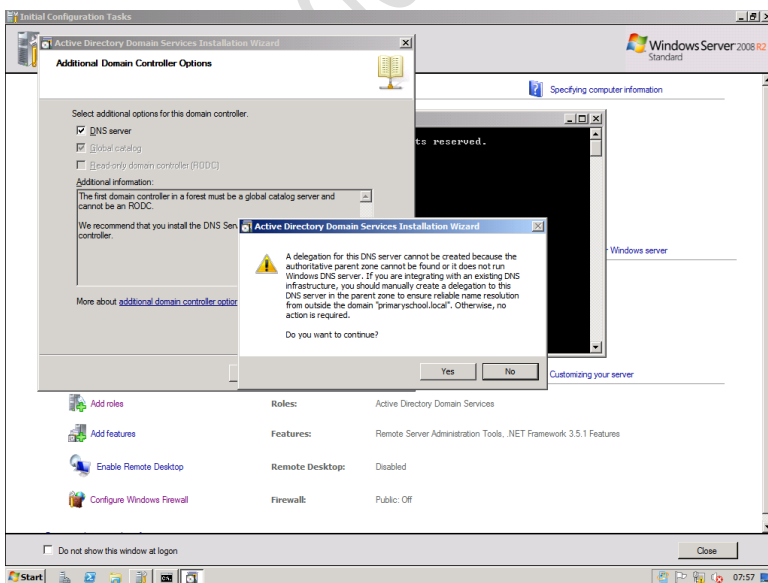 Initial Configuration Tasks
Windows Server 2008 R2
Standard
Active Directory Domain Services Installation Wizard
Additional Domain Controller Options
Specifying computer information
Select additional options for this domain controller.
DNS server
Global catalog
Read-only domain controller (RODC)
Additional information:
The first domain controller in a forest must be a global catalog server and
cannot be an RODC.
We recommend that you install the DNS Serv
controller.
ts reserved.
More about additional domain controller option
Active Directory Domain Services Installation Wizard
A delegation for this DNS server cannot be created because the
authoritative parent zone cannot be found or it does not run
Windows DNS server. If you are integrating with an existing DNS
infrastructure, you should manually create a delegation to this
DNS server in the parent zone to ensure reliable name resolution
from outside the domain "primaryschool.local". Otherwise, no
action is required.
Do you want to continue?
Yes No
Windows server
Customizing your server
Add roles Roles: Active Directory Domain Services
Add features Features: Remote Server Administration Tools, .NET Framework 3.5.1 Features
Enable Remote Desktop Remote Desktop: Disabled
Configure Windows Firewall Firewall: Public: Off
Do not show this window at logon
Close
Start 07:57